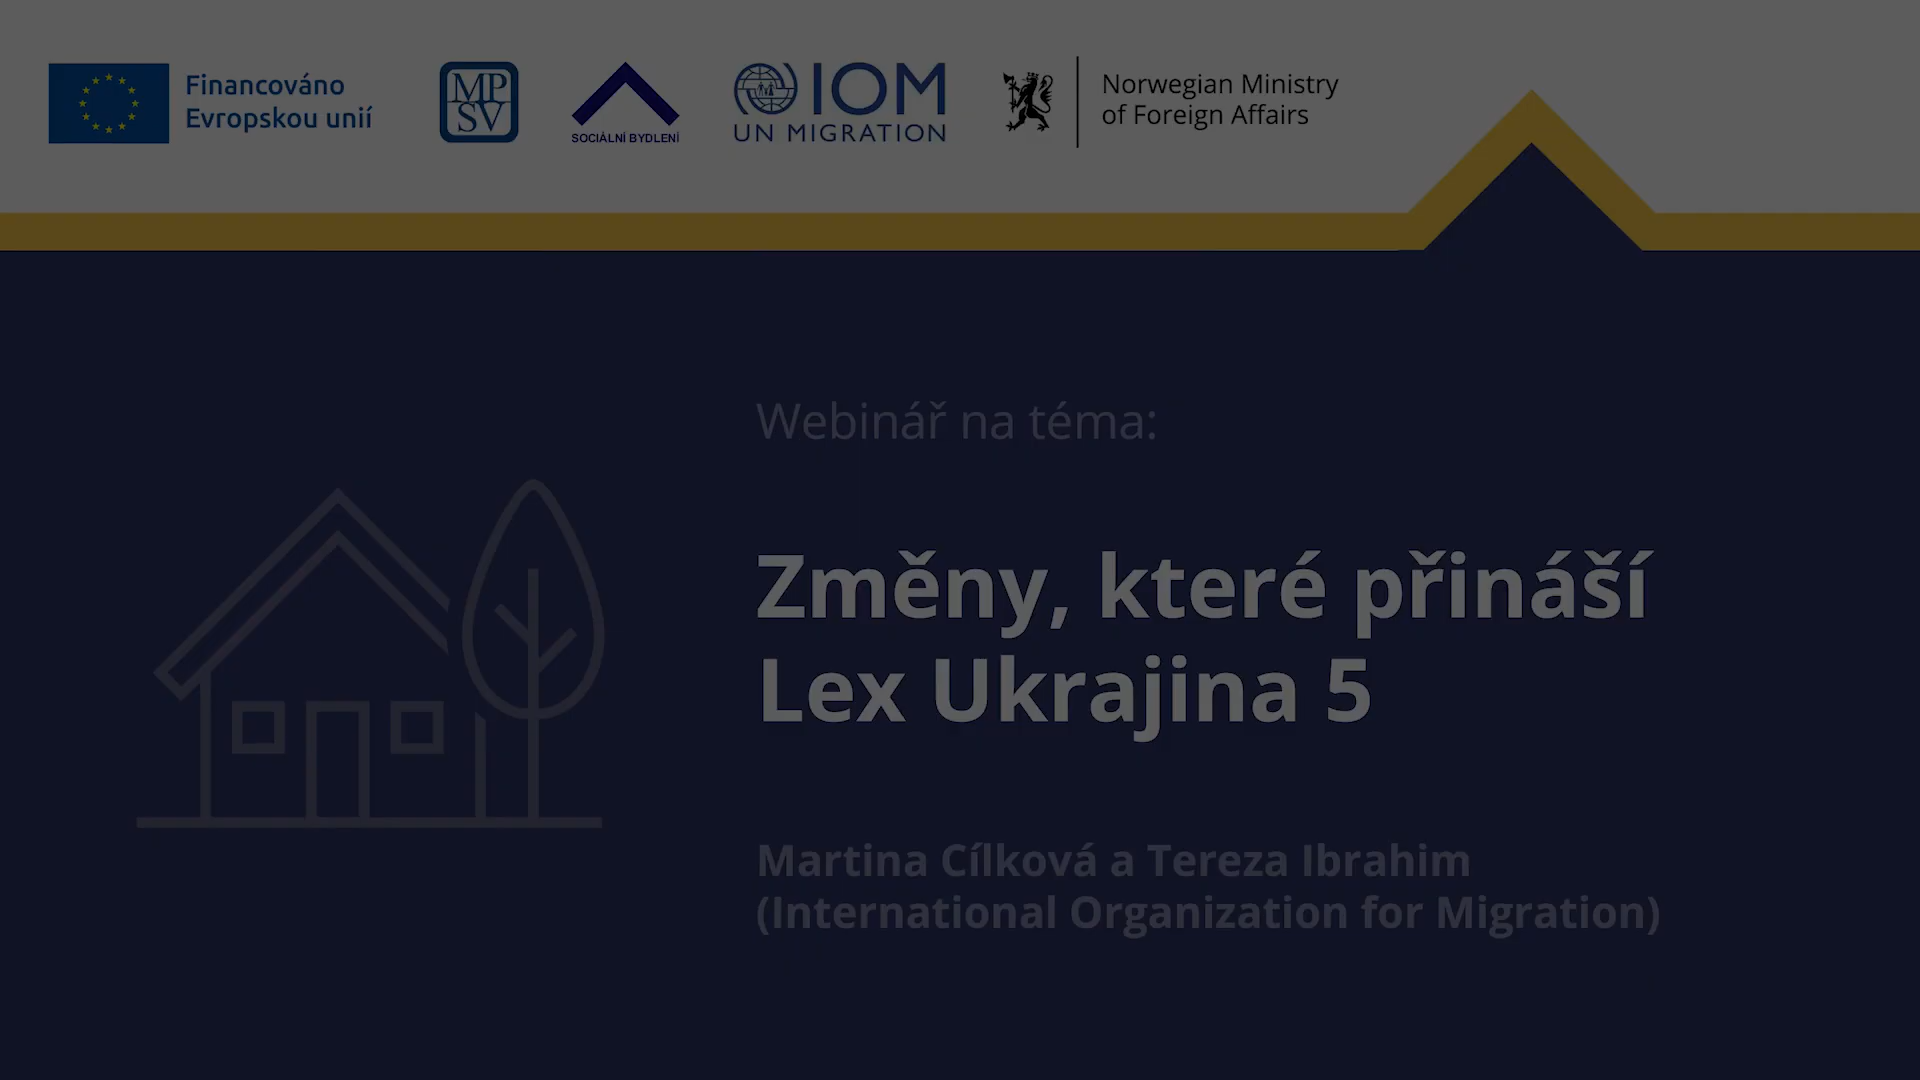 Financováno
Evropskou unií
MP
SV
SOCIÁLNÍ BYDLENÍ
IOM
UN MIGRATION
Norwegian Ministry
of Foreign Affairs
Webinář na téma:
Změny, které přináší
Lex Ukrajina 5
Martina Cílková a Tereza Ibrahim
(International Organization for Migration)